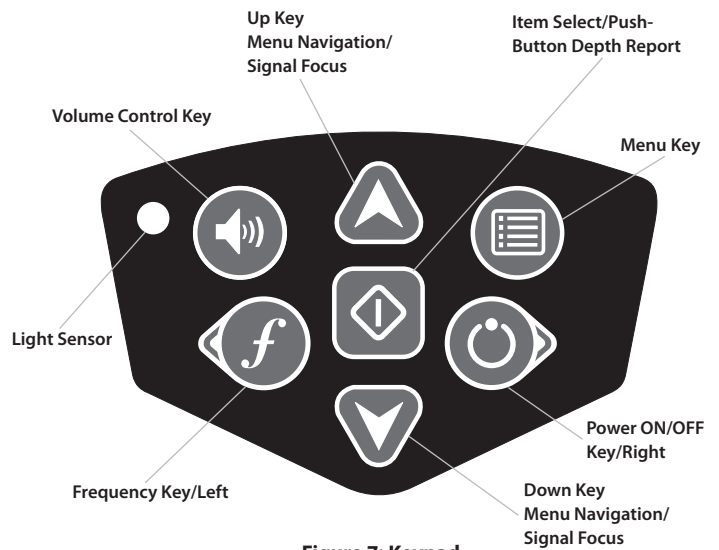 Up Key
Menu Navigation/
Signal Focus
Item Select/Push-
Button Depth Report
Volume Control Key
Menu Key
Light Sensor
f
Power ON/OFF
Key/Right
Frequency Key/Left
Down Key
Menu Navigation/
Signal Focus
Figure 7: Keypad